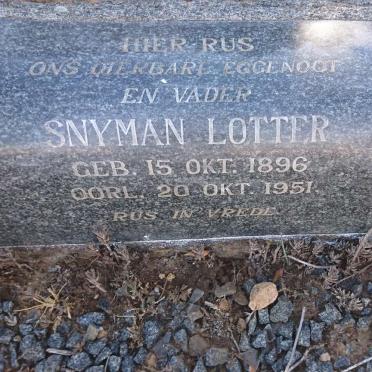 HIER RUS
ONS DIERBARE EGGENOOT
EN VADER
SNYMAN LOTTER
GEB. 15 OKT. 1896
OORL. 20 OKT. 1951.
RUS IN VREDE.